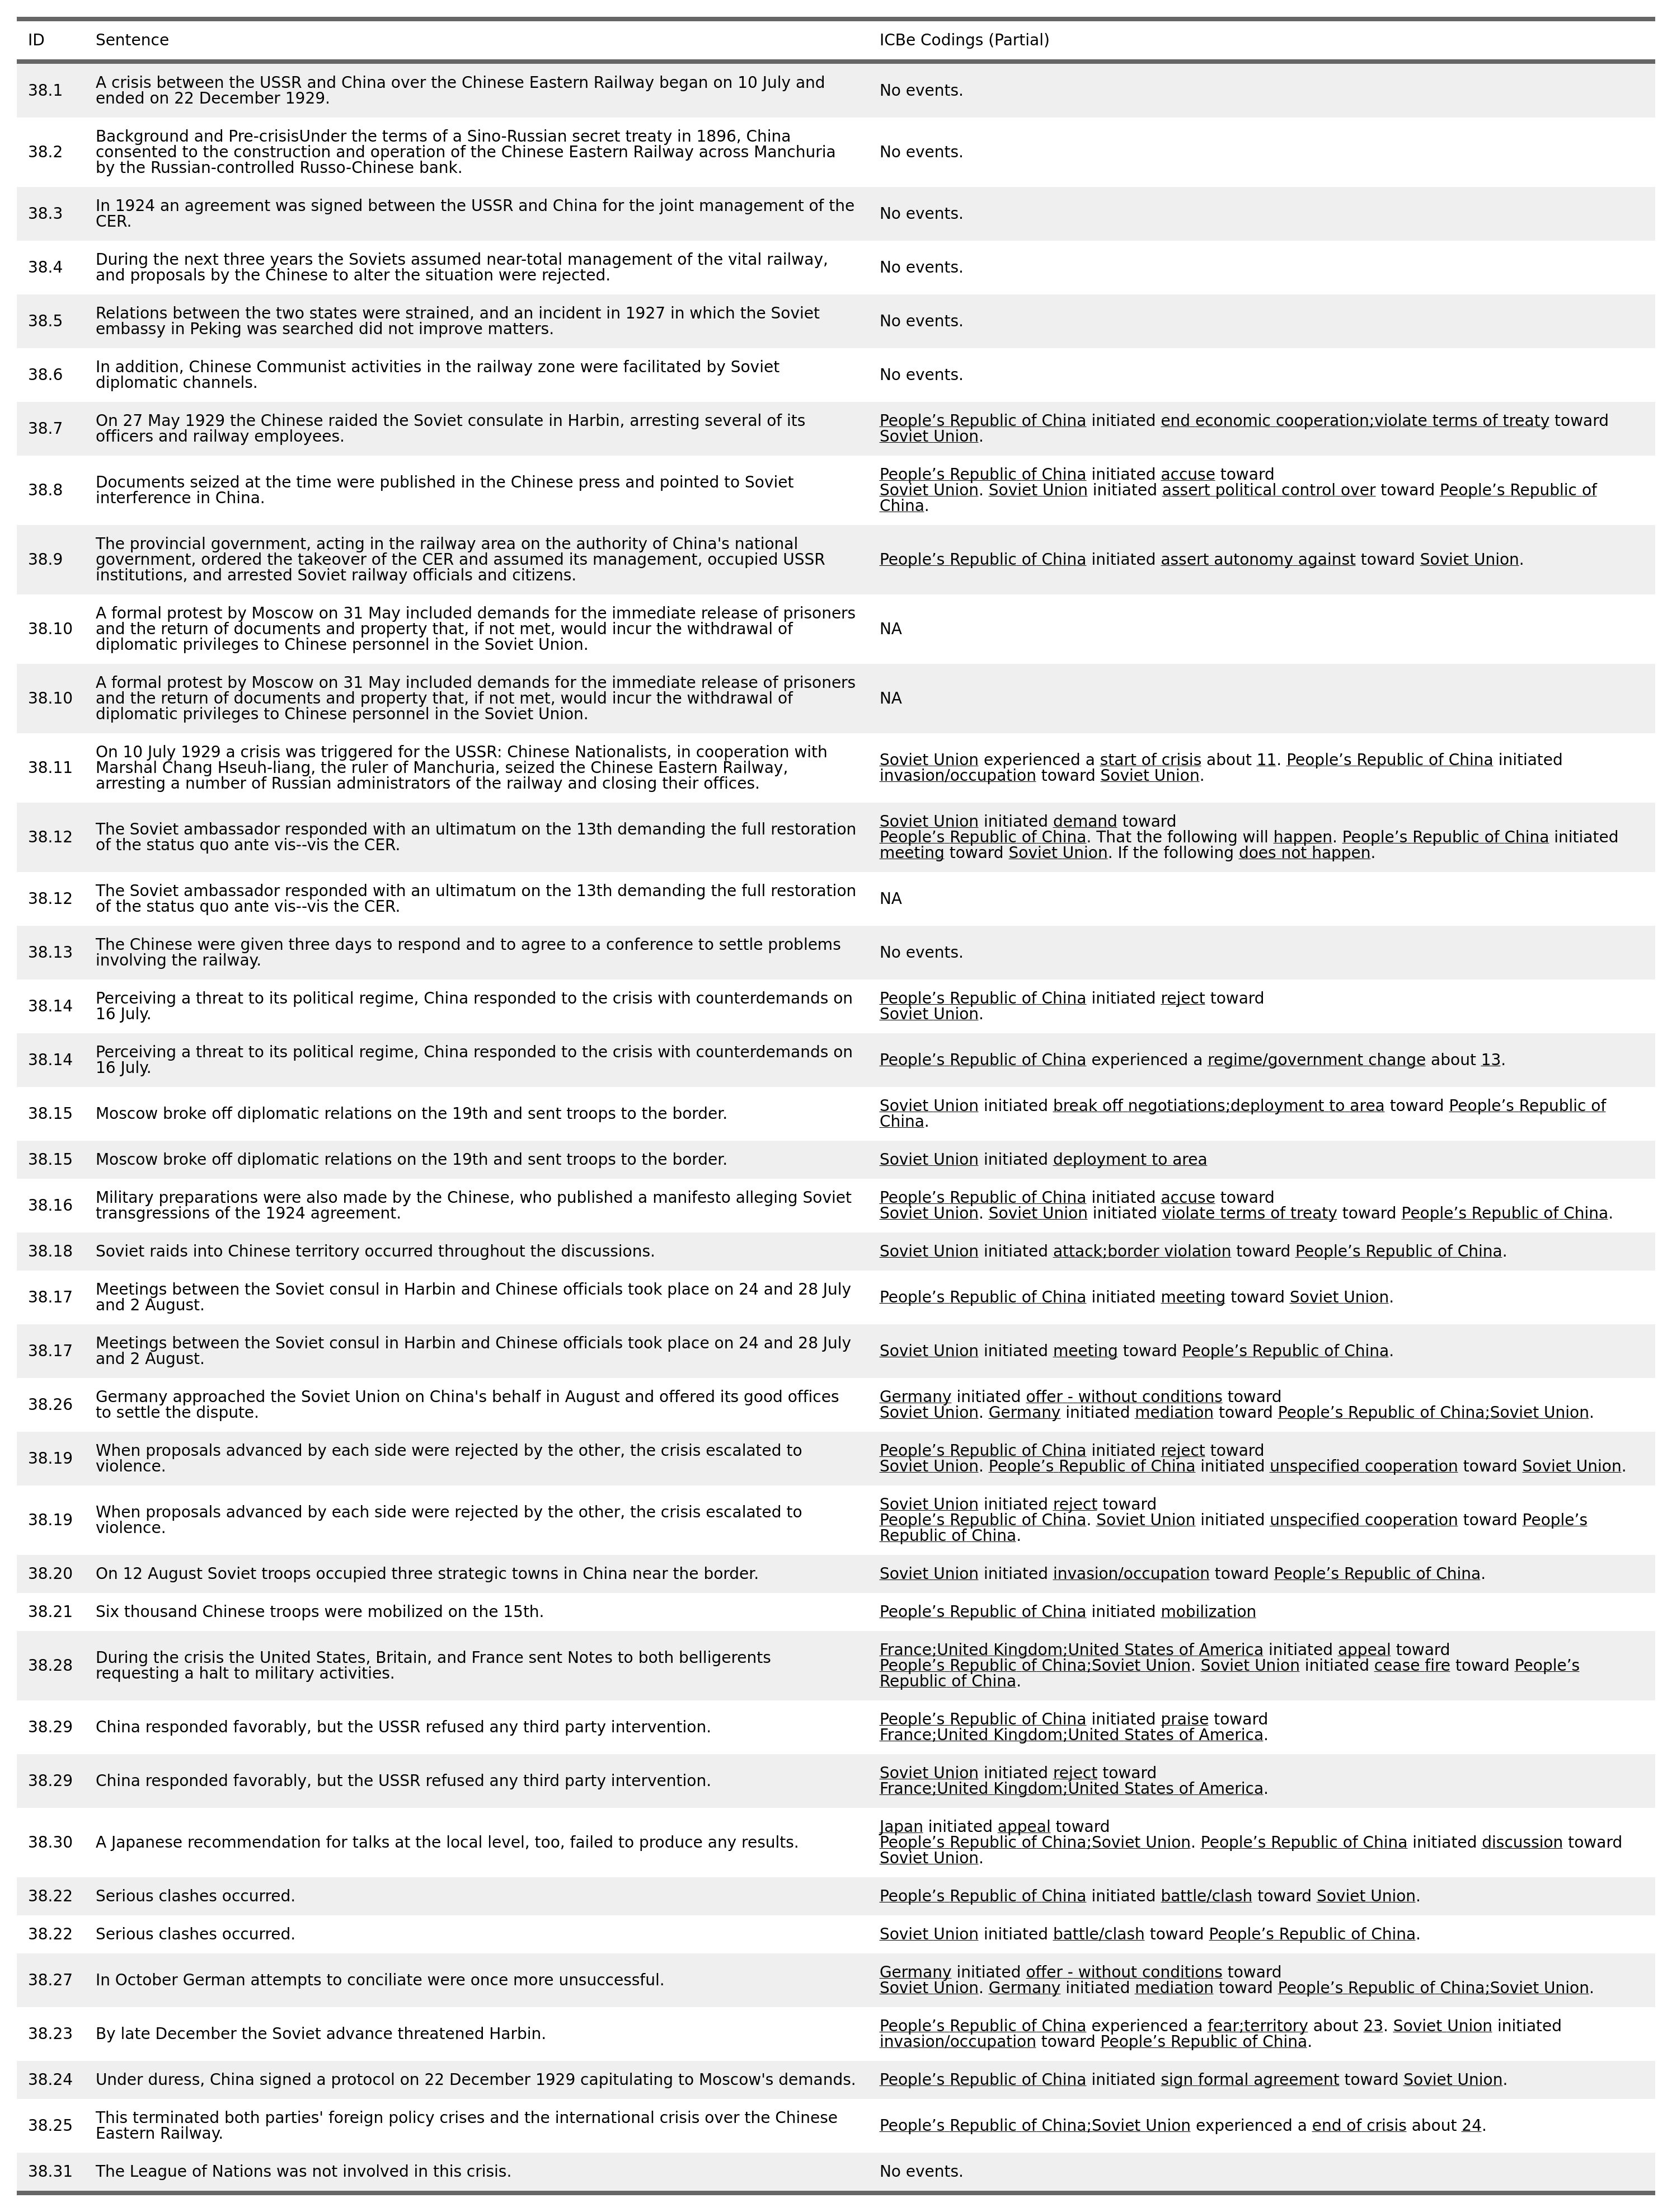 ID Sentence ICBe Codings (Partial)
38.1 A crisis between the USSR and China over the Chinese Eastern Railway began on 10 July and
ended on 22 December 1929. No events.
38.2 Background and Pre-crisisUnder the terms of a Sino-Russian secret treaty in 1896, China
consented to the construction and operation of the Chinese Eastern Railway across Manchuria
by the Russian-controlled Russo-Chinese bank. No events.
38.3 In 1924 an agreement was signed between the USSR and China for the joint management of the
CER. No events.
38.4 During the next three years the Soviets assumed near-total management of the vital railway,
and proposals by the Chinese to alter the situation were rejected. No events.
38.5 Relations between the two states were strained, and an incident in 1927 in which the Soviet
embassy in Peking was searched did not improve matters. No events.
38.6 In addition, Chinese Communist activities in the railway zone were facilitated by Soviet
diplomatic channels. No events.
38.7 On 27 May 1929 the Chinese raided the Soviet consulate in Harbin, arresting several of its
officers and railway employees.
People’s Republic of China initiated end economic cooperation;violate terms of treaty toward
Soviet Union.
38.8 Documents seized at the time were published in the Chinese press and pointed to Soviet
interference in China.
People’s Republic of China initiated accuse toward
Soviet Union. Soviet Union initiated assert political control over toward People’s Republic of
China.
38.9 The provincial government, acting in the railway area on the authority of China's national
government, ordered the takeover of the CER and assumed its management, occupied USSR
institutions, and arrested Soviet railway officials and citizens.
People’s Republic of China initiated assert autonomy against toward Soviet Union.
38.10 A formal protest by Moscow on 31 May included demands for the immediate release of prisoners
and the return of documents and property that, if not met, would incur the withdrawal of
diplomatic privileges to Chinese personnel in the Soviet Union.
NA
38.10 A formal protest by Moscow on 31 May included demands for the immediate release of prisoners
and the return of documents and property that, if not met, would incur the withdrawal of
diplomatic privileges to Chinese personnel in the Soviet Union.
NA
38.11 On 10 July 1929 a crisis was triggered for the USSR: Chinese Nationalists, in cooperation with
Marshal Chang Hseuh-liang, the ruler of Manchuria, seized the Chinese Eastern Railway,
arresting a number of Russian administrators of the railway and closing their offices.
Soviet Union experienced a start of crisis about 11. People’s Republic of China initiated
invasion/occupation toward Soviet Union.
38.12 The Soviet ambassador responded with an ultimatum on the 13th demanding the full restoration
of the status quo ante vis--vis the CER.
Soviet Union initiated demand toward
People’s Republic of China. That the following will happen. People’s Republic of China initiated
meeting toward Soviet Union. If the following does not happen.
38.12 The Soviet ambassador responded with an ultimatum on the 13th demanding the full restoration
of the status quo ante vis--vis the CER.
NA
38.13 The Chinese were given three days to respond and to agree to a conference to settle problems
involving the railway.
No events.
38.14 Perceiving a threat to its political regime, China responded to the crisis with counterdemands on
16 July.
People’s Republic of China initiated reject toward
Soviet Union.
38.14 Perceiving a threat to its political regime, China responded to the crisis with counterdemands on
16 July.
People’s Republic of China experienced a regime/government change about 13.
38.15 Moscow broke off diplomatic relations on the 19th and sent troops to the border.
Soviet Union initiated break off negotiations;deployment to area toward People’s Republic of
China.
38.15 Moscow broke off diplomatic relations on the 19th and sent troops to the border.
Soviet Union initiated deployment to area
38.16 Military preparations were also made by the Chinese, who published a manifesto alleging Soviet
transgressions of the 1924 agreement.
People’s Republic of China initiated accuse toward
Soviet Union. Soviet Union initiated violate terms of treaty toward People’s Republic of China.
38.18 Soviet raids into Chinese territory occurred throughout the discussions.
Soviet Union initiated attack;border violation toward People’s Republic of China.
38.17 Meetings between the Soviet consul in Harbin and Chinese officials took place on 24 and 28 July
and 2 August.
People’s Republic of China initiated meeting toward Soviet Union.
38.17 Meetings between the Soviet consul in Harbin and Chinese officials took place on 24 and 28 July
and 2 August.
Soviet Union initiated meeting toward People’s Republic of China.
38.26 Germany approached the Soviet Union on China's behalf in August and offered its good offices
to settle the dispute.
Germany initiated offer - without conditions toward
Soviet Union. Germany initiated mediation toward People’s Republic of China;Soviet Union.
38.19 When proposals advanced by each side were rejected by the other, the crisis escalated to
violence.
People’s Republic of China initiated reject toward
Soviet Union. People’s Republic of China initiated unspecified cooperation toward Soviet Union.
38.19 When proposals advanced by each side were rejected by the other, the crisis escalated to
violence.
Soviet Union initiated reject toward
People’s Republic of China. Soviet Union initiated unspecified cooperation toward People’s
Republic of China.
38.20 On 12 August Soviet troops occupied three strategic towns in China near the border.
Soviet Union initiated invasion/occupation toward People’s Republic of China.
38.21 Six thousand Chinese troops were mobilized on the 15th.
People’s Republic of China initiated mobilization
38.28 During the crisis the United States, Britain, and France sent Notes to both belligerents
requesting a halt to military activities.
France;United Kingdom;United States of America initiated appeal toward
People’s Republic of China;Soviet Union. Soviet Union initiated cease fire toward People’s
Republic of China.
38.29 China responded favorably, but the USSR refused any third party intervention.
People’s Republic of China initiated praise toward
France;United Kingdom;United States of America.
38.29 China responded favorably, but the USSR refused any third party intervention.
Soviet Union initiated reject toward
France;United Kingdom;United States of America.
38.30 A Japanese recommendation for talks at the local level, too, failed to produce any results.
Japan initiated appeal toward
People’s Republic of China;Soviet Union. People’s Republic of China initiated discussion toward
Soviet Union.
38.22 Serious clashes occurred.
People’s Republic of China initiated battle/clash toward Soviet Union.
38.22 Serious clashes occurred.
Soviet Union initiated battle/clash toward People’s Republic of China.
38.27 In October German attempts to conciliate were once more unsuccessful.
Germany initiated offer - without conditions toward
Soviet Union. Germany initiated mediation toward People’s Republic of China;Soviet Union.
38.23 By late December the Soviet advance threatened Harbin.
People’s Republic of China experienced a fear;territory about 23. Soviet Union initiated
invasion/occupation toward People’s Republic of China.
38.24 Under duress, China signed a protocol on 22 December 1929 capitulating to Moscow's demands.
People’s Republic of China initiated sign formal agreement toward Soviet Union.
38.25 This terminated both parties' foreign policy crises and the international crisis over the Chinese
Eastern Railway.
People’s Republic of China;Soviet Union experienced a end of crisis about 24.
38.31 The League of Nations was not involved in this crisis.
No events.